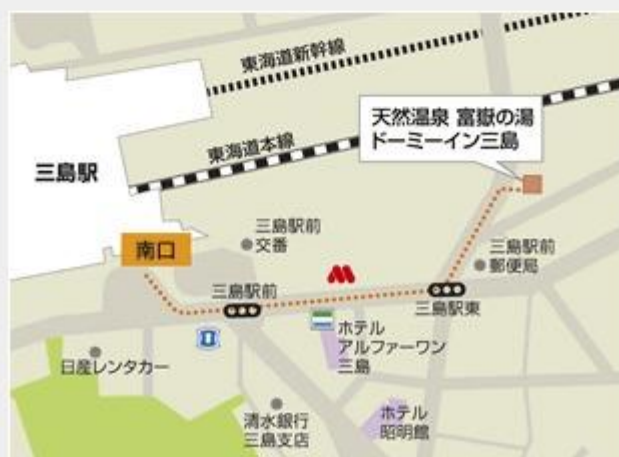 東海道新幹線
天然温泉 富嶽の湯
ドーミーイン三島
東海道本線
三島駅
三島駅前
交番
南口
三島駅前
郵便局
三島駅前
三島駅東
ホテル
アルファーワン
三島
日産レンタカー
清水銀行
三島支店
ホテル
昭明館